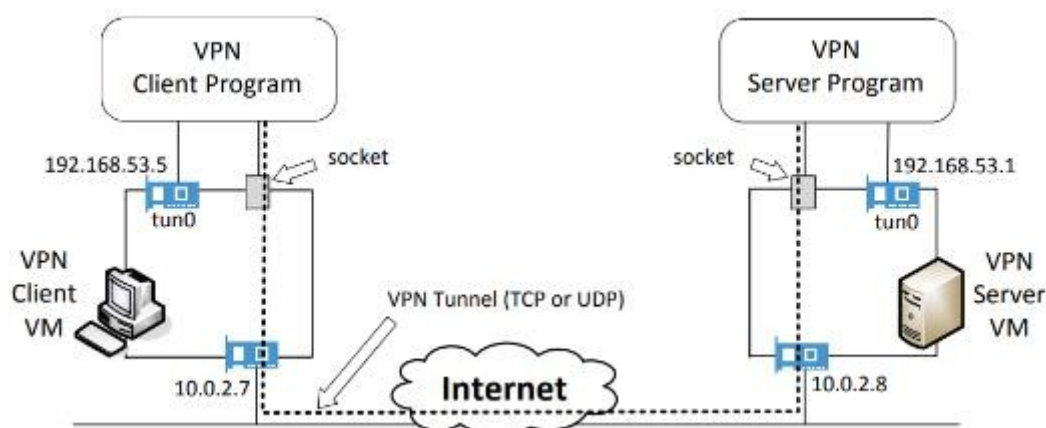 VPN
Client Program
VPN
Server Program
socket
socket
192.168.53.5
192.168.53.1
tun0
tun0
VPN
Client
VM
VPN
Server
VM
VPN Tunnel (TCP or UDP)
Internet
10.0.2.7
10.0.2.8